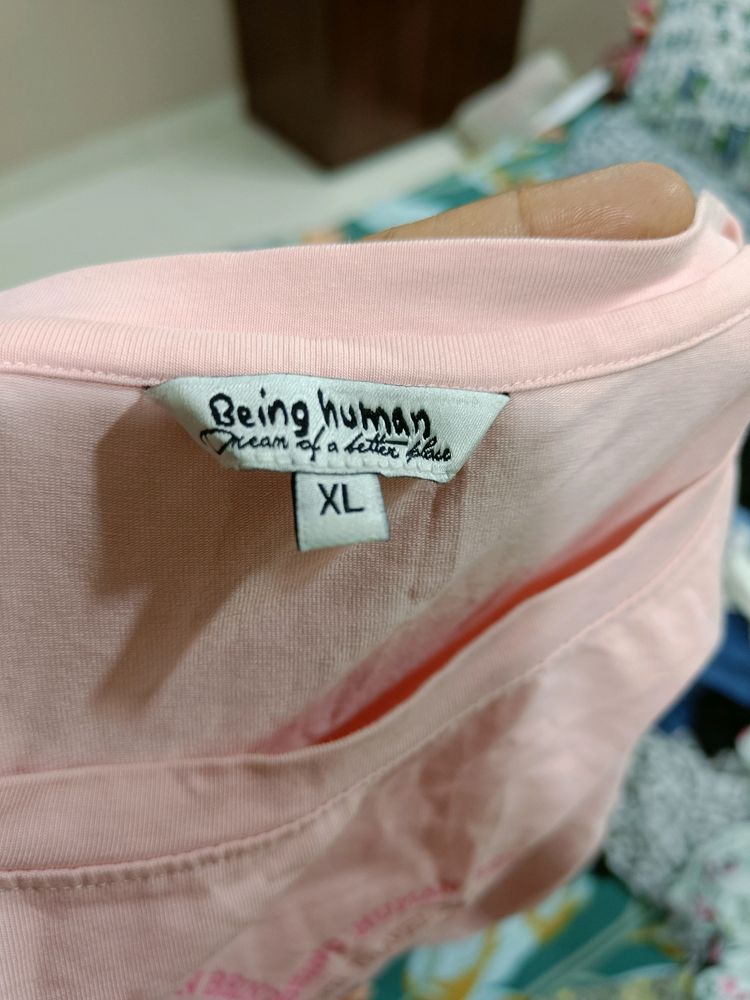 Being human
Dream of a better place
XL